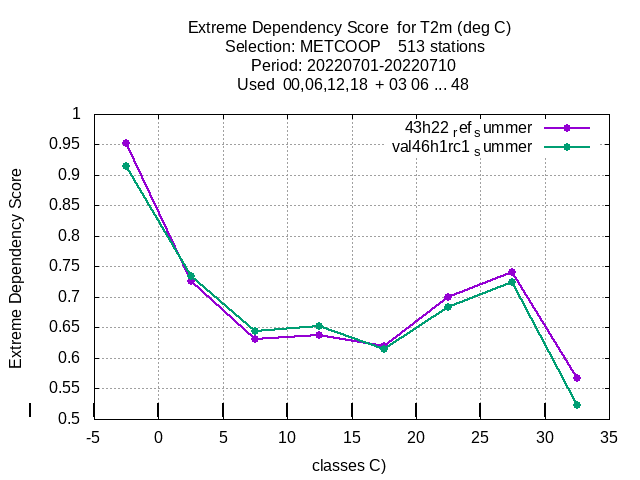 Extreme Dependency Score for T2m (deg C)
Selection: METCOOP 513 stations
Period: 20220701-20220710
Used 00,06,12,18 + 03 06 ... 48
43h22 ref summer
val46h1rc1 summer
Extreme Dependency Score
1
0.95
0.9
0.85
0.8
0.75
0.7
0.65
0.6
0.55
0.5
-5 0 5 10 15 20 25 30 35
classes C)